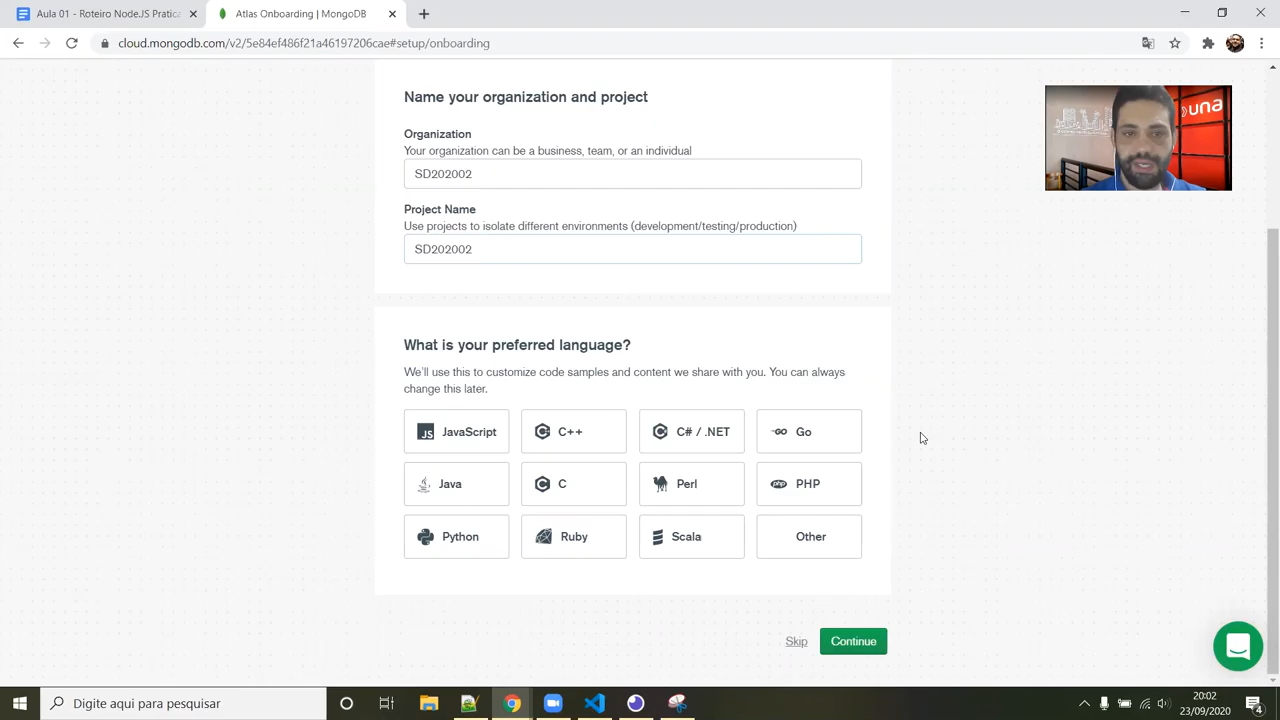 Aula 01 - Roteiro NodeJS Pratica
Atlas Onboarding | MongoDB
cloud.mongodb.com/v2/5e84ef486f21a46197206cae#setup/onboarding
una
Name your organization and project
Organization
Your organization can be a business, team, or an individual
SD202002
Project Name
Use projects to isolate different environments (development/testing/production)
SD202002
What is your preferred language?
We'll use this to customize code samples and content we share with you. You can always
change this later.
JS JavaScript
C++
C# / .NET
GO Go
Java
C
Perl
php PHP
Python
Ruby
Scala
Other
Skip
Continue
Digite aqui para pesquisar
20:02
23/09/2020
4